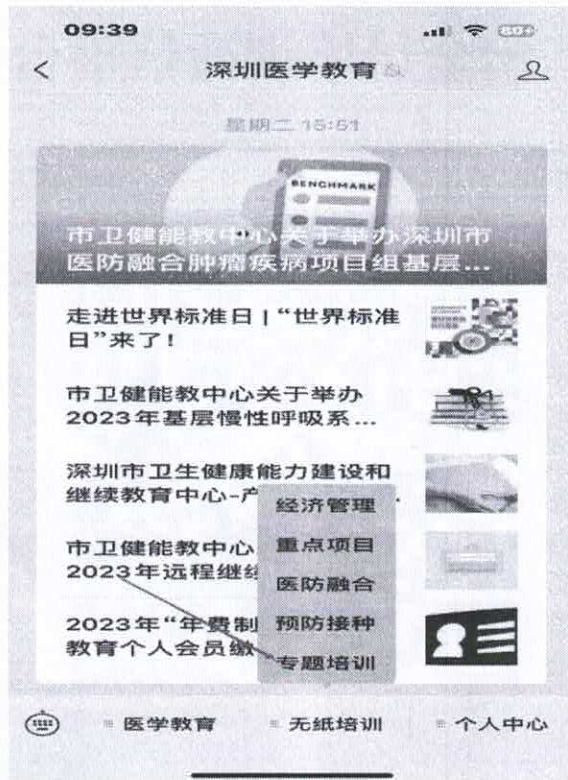 09:39
深圳医学教育
星期二 15:51
BENCHMARK
市卫健能教中心关于举办深圳市
医防融合肿瘤疾病项目组基层...
走进世界标准日 | “世界标准
日”来了！
市卫健能教中心关于举办
2023年基层慢性呼吸系...
深圳市卫生健康能力建设和
继续教育中心-产
市卫健能教中心
2023年远程继续
2023年“年费制
教育个人会员缴
经济管理
重点项目
医防融合
预防接种
专题培训
医学教育
无纸培训
个人中心